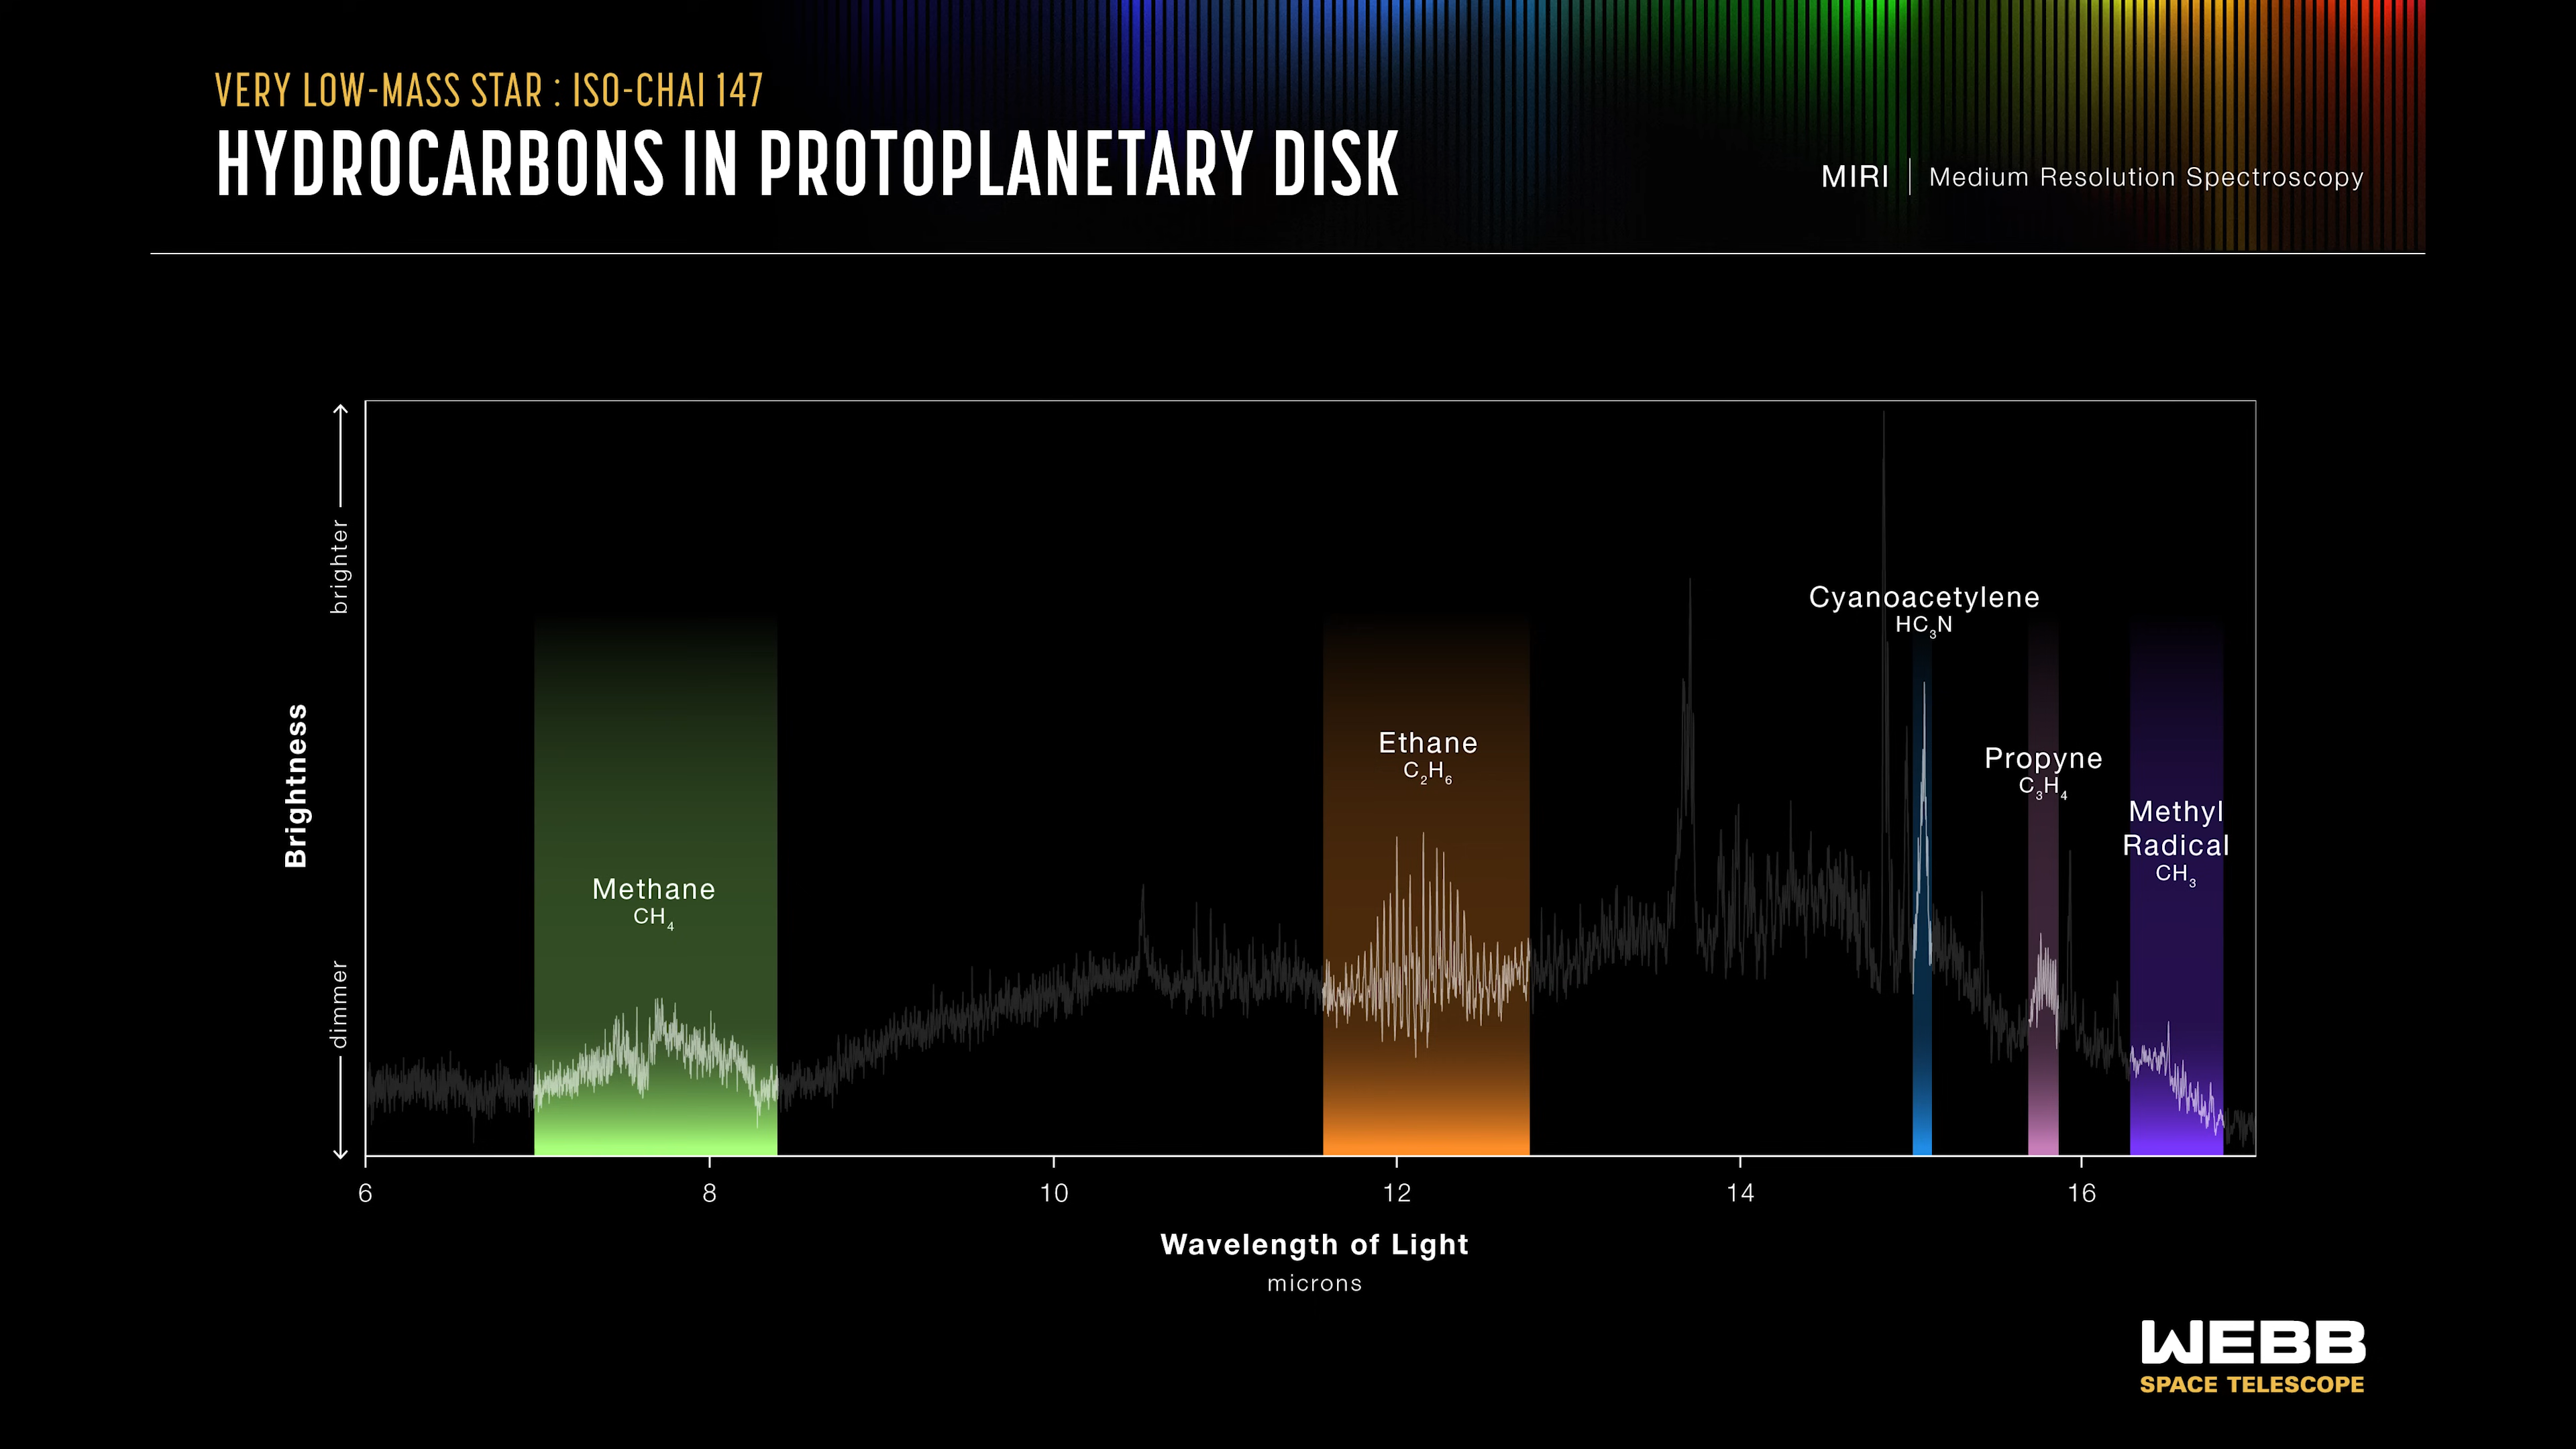 VERY LOW-MASS STAR : ISO-CHAI 147
HYDROCARBONS IN PROTOPLANETARY DISK
MIRI | Medium Resolution Spectroscopy
brighter
Brightness
dimmer
Methane
CH₄
Ethane
C₂H₆
Cyanoacetylene
HC₃N
Propyne
C₃H₄
Methyl
Radical
CH₃
6 8 10 12 14 16
Wavelength of Light
microns
WEBB
SPACE TELESCOPE